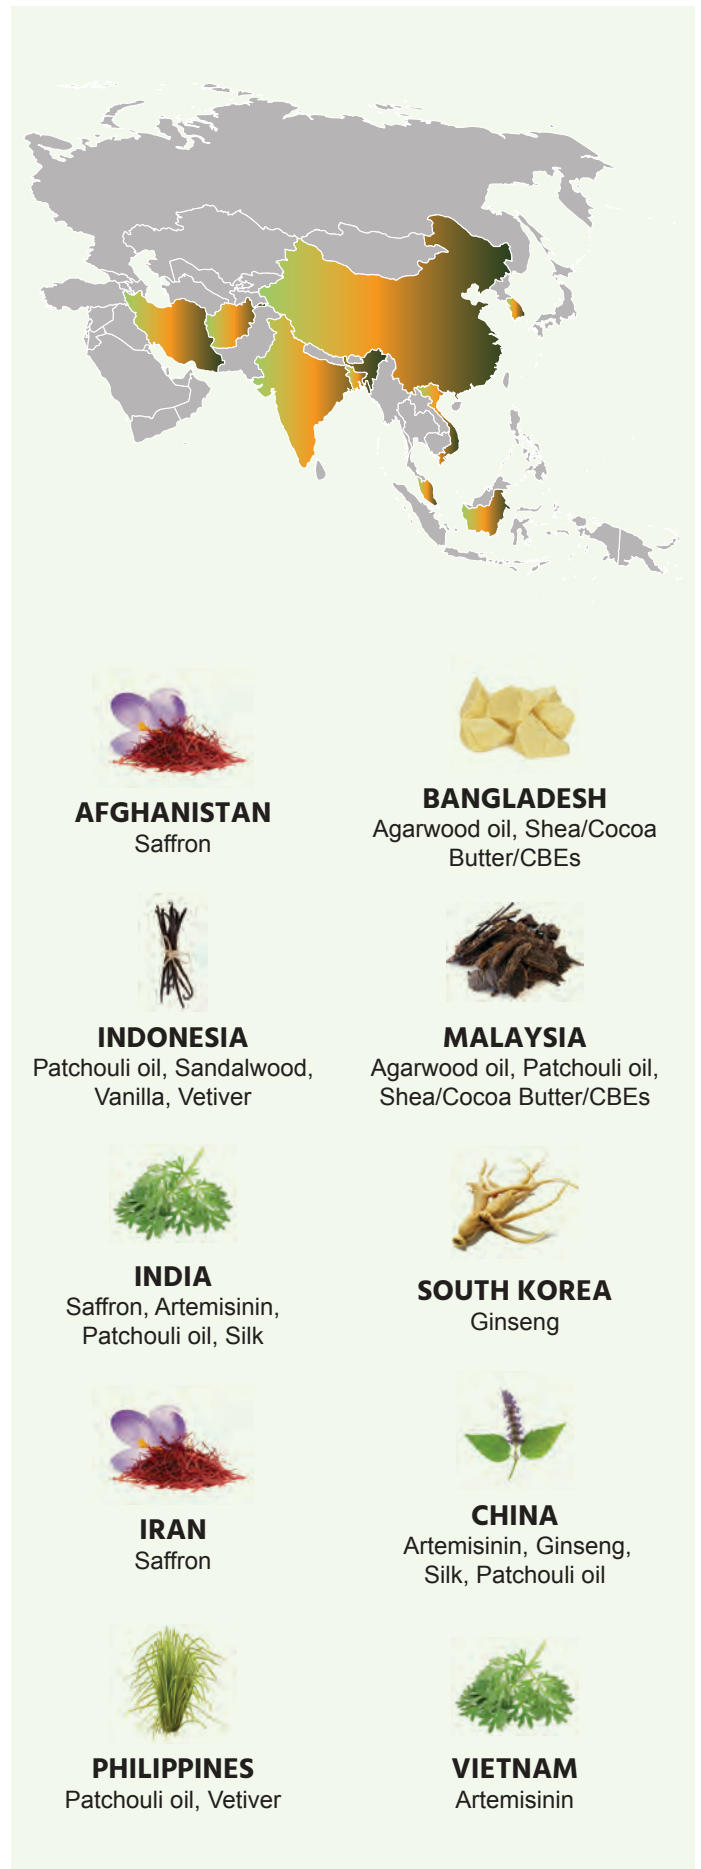 AFGHANISTAN
Saffron
BANGLADESH
Agarwood oil, Shea/Cocoa
Butter/CBEs
INDONESIA
Patchouli oil, Sandalwood,
Vanilla, Vetiver
MALAYSIA
Agarwood oil, Patchouli oil,
Shea/Cocoa Butter/CBEs
INDIA
Saffron, Artemisinin,
Patchouli oil, Silk
SOUTH KOREA
Ginseng
IRAN
Saffron
CHINA
Artemisinin, Ginseng,
Silk, Patchouli oil
PHILIPPINES
Patchouli oil, Vetiver
VIETNAM
Artemisinin